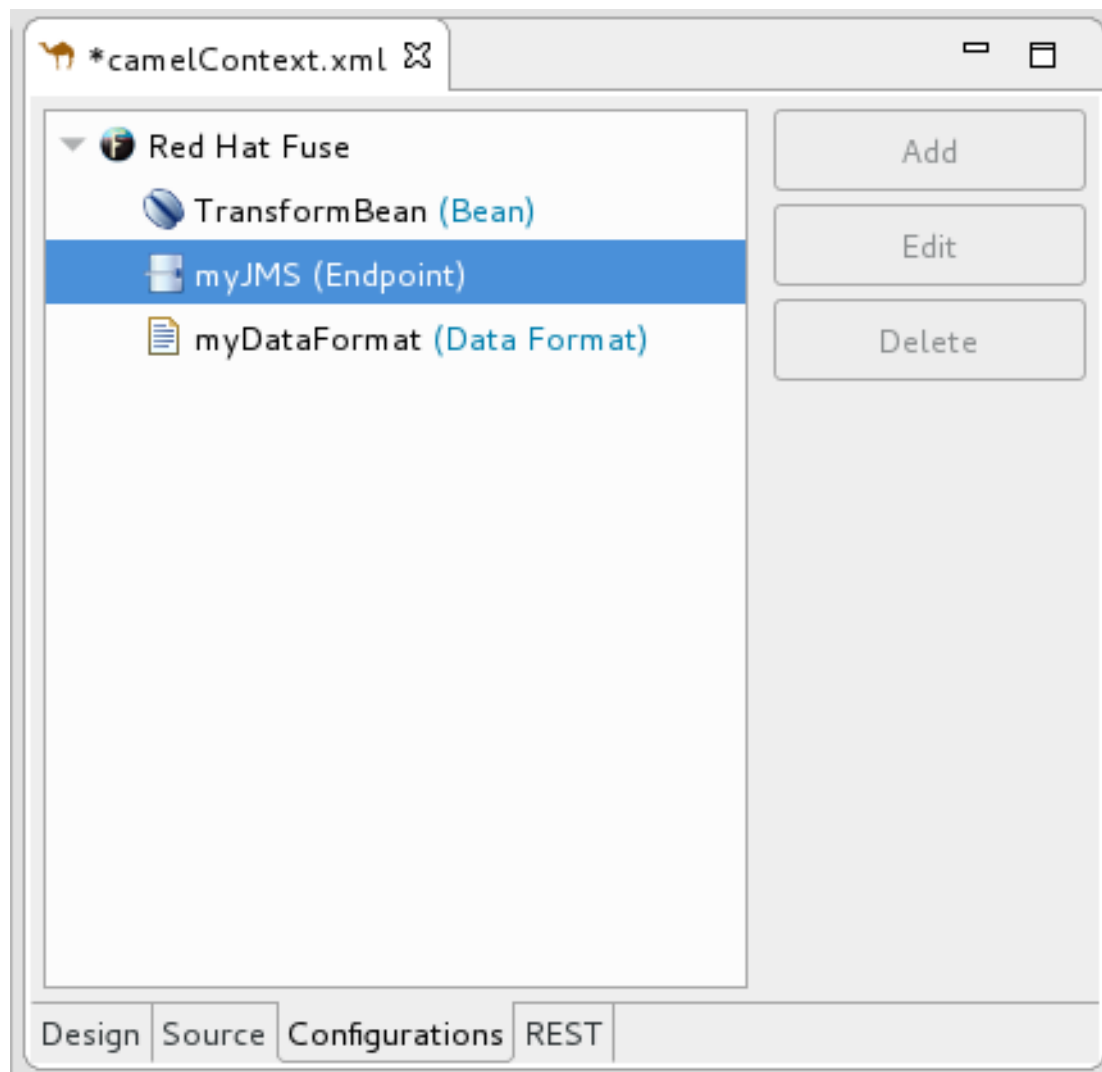 *camelContext.xml
Red Hat Fuse
Add
TransformBean (Bean)
Edit
myJMS (Endpoint)
myDataFormat (Data Format)
Delete
Design Source Configurations REST